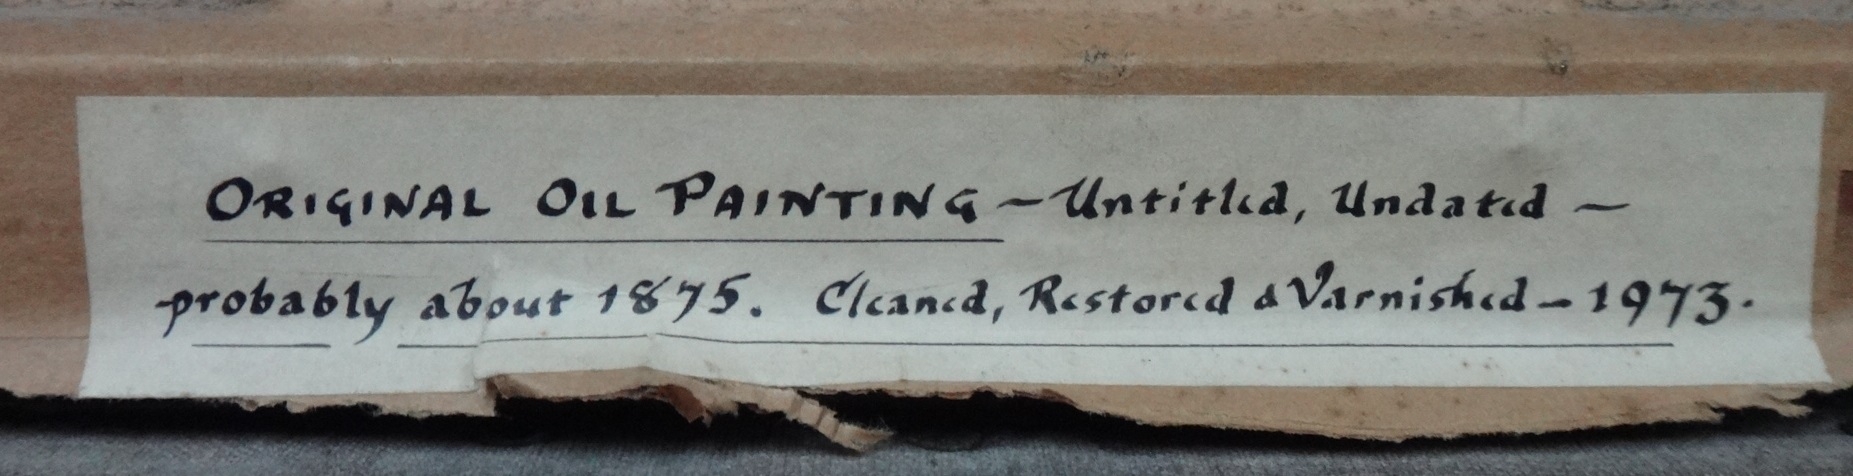 ORIGINAL OIL PAINTING – Untitled, Undated –
probably about 1875. Cleaned, Restored & Varnished – 1973.